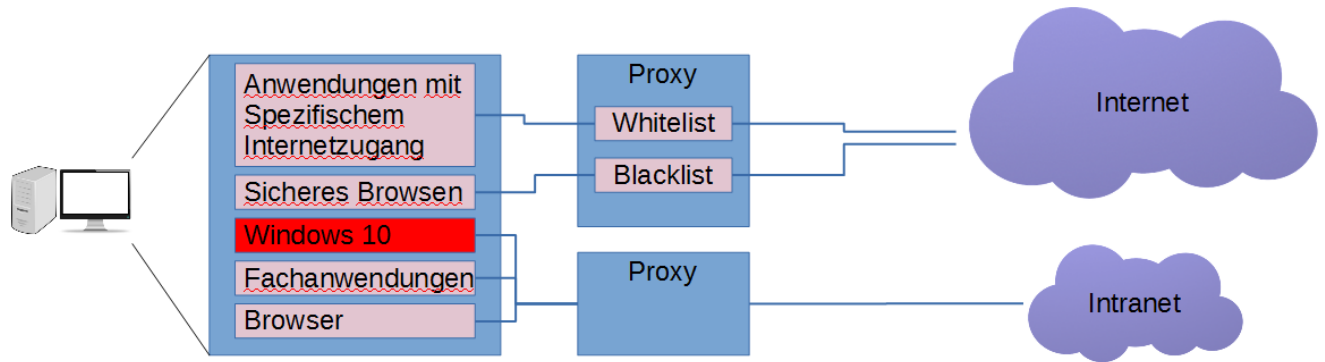 Anwendungen mit
Spezifischem
Internetzugang
Sicheres Browsen
Windows 10
Fachanwendungen
Browser
Proxy
Whitelist
Blacklist
Proxy
Internet
Intranet